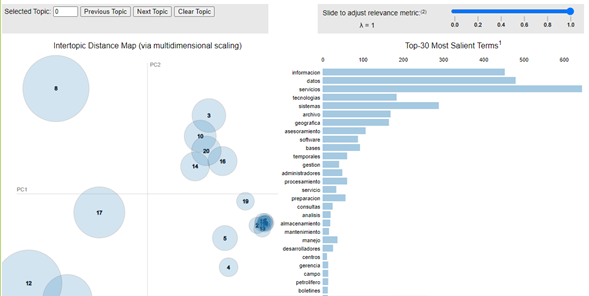 Selected Topic: 0 Previous Topic Next Topic Clear Topic
Slide to adjust relevance metric:(2)
λ = 1
0.0 0.2 0.4 0.6 0.8 1.0
Intertopic Distance Map (via multidimensional scaling)
PC2
PC1
8
3
10
20
14
16
17
19
5
4
12
Top-30 Most Salient Terms1
0 100 200 300 400 500 600
informacion
datos
servicios
tecnologias
sistemas
archivo
geografica
asesoramiento
software
bases
temporales
gestion
administradores
procesamiento
servicio
preparacion
consultas
analisis
almacenamiento
mantenimiento
manejo
desarrolladores
centros
gerencia
campo
petrolifero
boletines